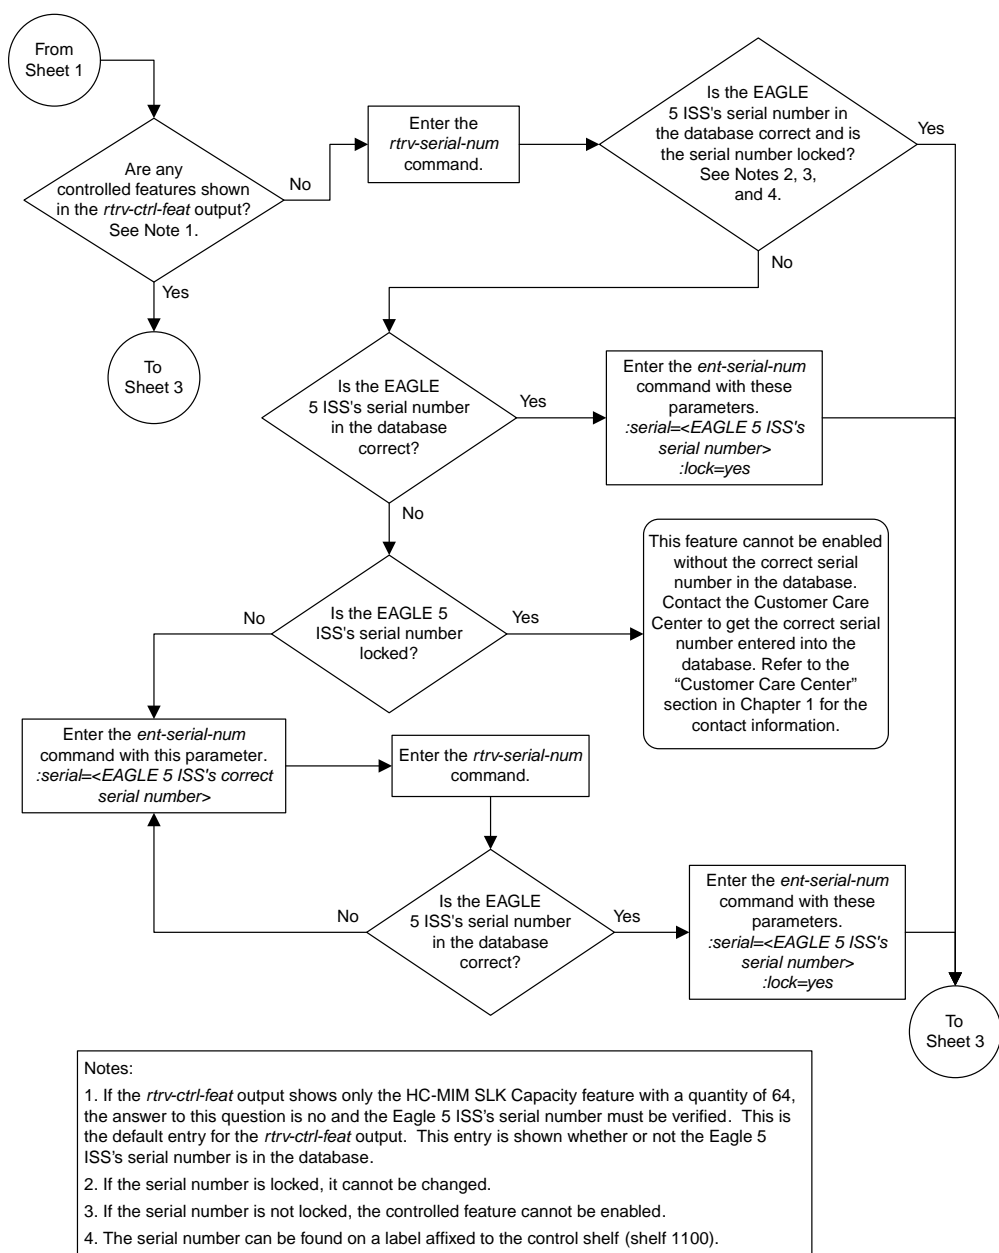 From
Sheet 1
Are any
controlled features shown
in the rtrv-ctrl-feat output?
See Note 1.
No
Yes
To
Sheet 3
Enter the
rtrv-serial-num
command.
Is the EAGLE
5 ISS's serial number in
the database correct and is
the serial number locked?
See Notes 2, 3,
and 4.
Yes
No
Is the EAGLE
5 ISS's serial number
in the database
correct?
Yes
No
Enter the ent-serial-num
command with these
parameters.
:serial=<EAGLE 5 ISS's
serial number>
:lock=yes
Is the EAGLE 5
ISS's serial number
locked?
No
Yes
This feature cannot be enabled
without the correct serial
number in the database.
Contact the Customer Care
Center to get the correct serial
number entered into the
database. Refer to the
“Customer Care Center”
section in Chapter 1 for the
contact information.
Enter the ent-serial-num
command with this parameter.
:serial=<EAGLE 5 ISS's correct
serial number>
Enter the rtrv-serial-num
command.
Is the EAGLE
5 ISS's serial number
in the database
correct?
No
Yes
Enter the ent-serial-num
command with these
parameters.
:serial=<EAGLE 5 ISS's
serial number>
:lock=yes
To
Sheet 3
Notes:
1. If the rtrv-ctrl-feat output shows only the HC-MIM SLK Capacity feature with a quantity of 64,
the answer to this question is no and the Eagle 5 ISS's serial number must be verified. This is
the default entry for the rtrv-ctrl-feat output. This entry is shown whether or not the Eagle 5
ISS's serial number is in the database.
2. If the serial number is locked, it cannot be changed.
3. If the serial number is not locked, the controlled feature cannot be enabled.
4. The serial number can be found on a label affixed to the control shelf (shelf 1100).